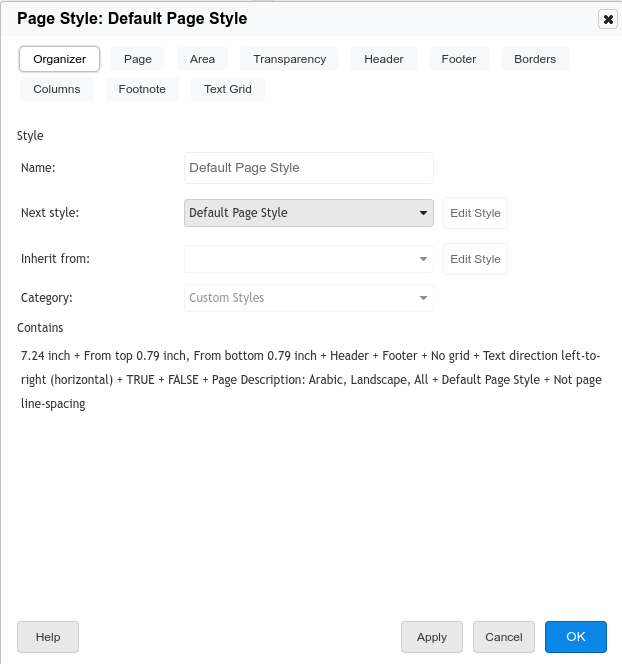 Page Style: Default Page Style
Organizer Page Area Transparency Header Footer Borders
Columns Footnote Text Grid
Style
Name: Default Page Style
Next style: Default Page Style Edit Style
Inherit from: Edit Style
Category: Custom Styles
Contains
7.24 inch + From top 0.79 inch, From bottom 0.79 inch + Header + Footer + No grid + Text direction left-to-
right (horizontal) + TRUE + FALSE + Page Description: Arabic, Landscape, All + Default Page Style + Not page
line-spacing
Help Apply Cancel OK